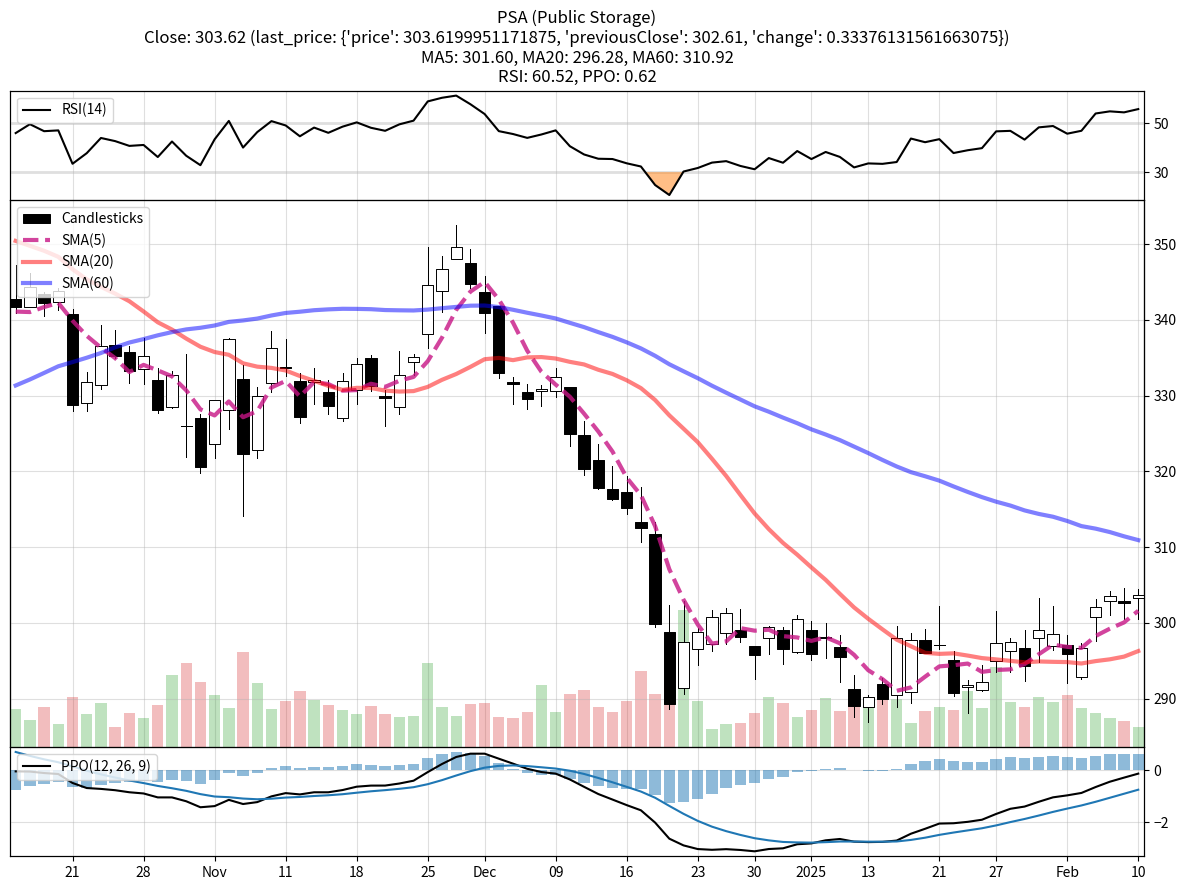 PSA (Public Storage)
Close: 303.62 (last_price: {'price': 303.6199951171875, 'previousClose': 302.61, 'change': 0.33376131561663075})
MA5: 301.60, MA20: 296.28, MA60: 310.92
RSI: 60.52, PPO: 0.62
RSI(14)
50
30
Candlesticks
SMA(5)
SMA(20)
SMA(60)
350
340
330
320
310
300
290
PPO(12, 26, 9)
0
−2
21 28 Nov 11 18 25 Dec 09 16 23 30 2025 13 21 27 Feb 10